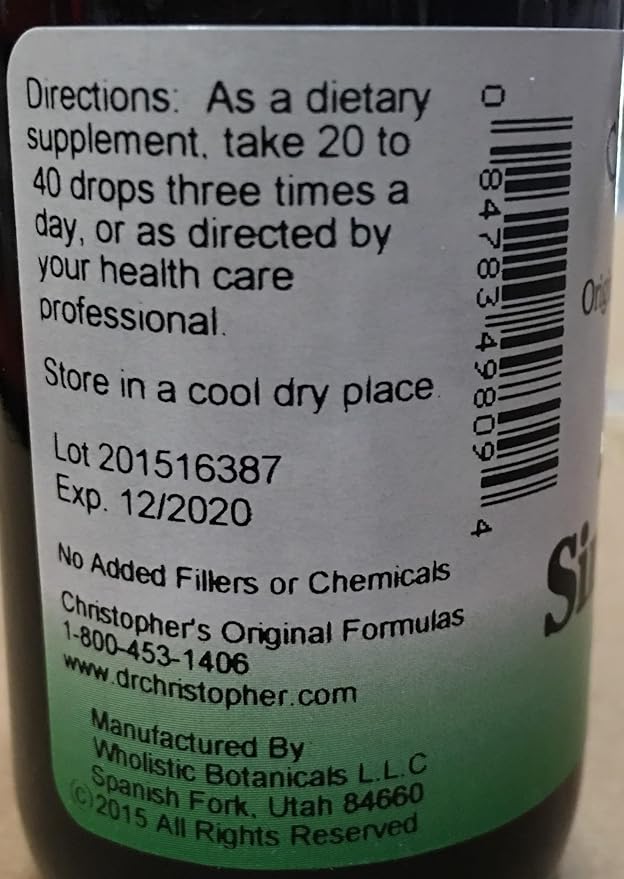 Directions: As a dietary
supplement, take 20 to
40 drops three times a
day, or as directed by
your health care
professional.
Store in a cool dry place.
Lot 201516387
Exp. 12/2020
No Added Fillers or Chemicals
Christopher's Original Formulas
1-800-453-1406
www.drchristopher.com
Manufactured By
Wholistic Botanicals L.L.C
Spanish Fork, Utah 84660
(c)2015 All Rights Reserved
0 84783 49809 4